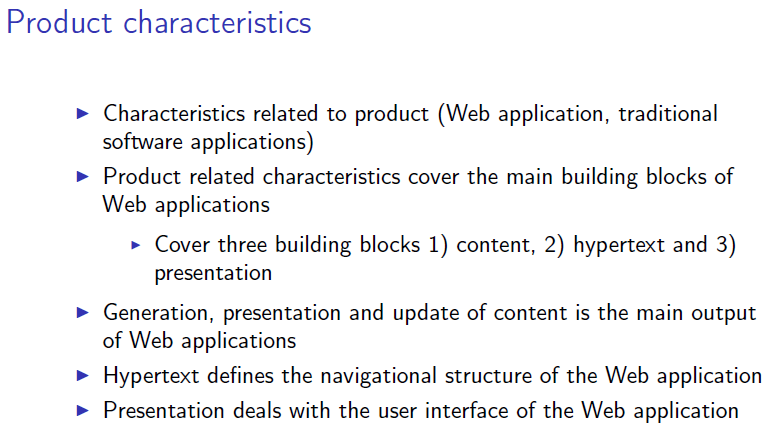 Product characteristics
Characteristics related to product (Web application, traditional
software applications)
Product related characteristics cover the main building blocks of
Web applications
Cover three building blocks 1) content, 2) hypertext and 3)
presentation
Generation, presentation and update of content is the main output
of Web applications
Hypertext defines the navigational structure of the Web application
Presentation deals with the user interface of the Web application